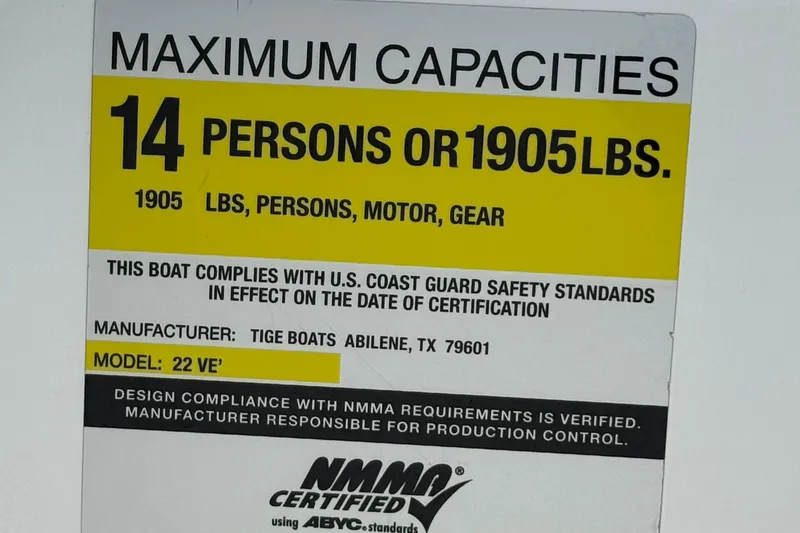 MAXIMUM CAPACITIES
14 PERSONS OR 1905 LBS.
1905 LBS, PERSONS, MOTOR, GEAR
THIS BOAT COMPLIES WITH U.S. COAST GUARD SAFETY STANDARDS
IN EFFECT ON THE DATE OF CERTIFICATION
MANUFACTURER: TIGE BOATS ABILENE, TX 79601
MODEL: 22 VE'
DESIGN COMPLIANCE WITH NMMA REQUIREMENTS IS VERIFIED.
MANUFACTURER RESPONSIBLE FOR PRODUCTION CONTROL.
NMMA®
CERTIFIED
using ABYC® standards